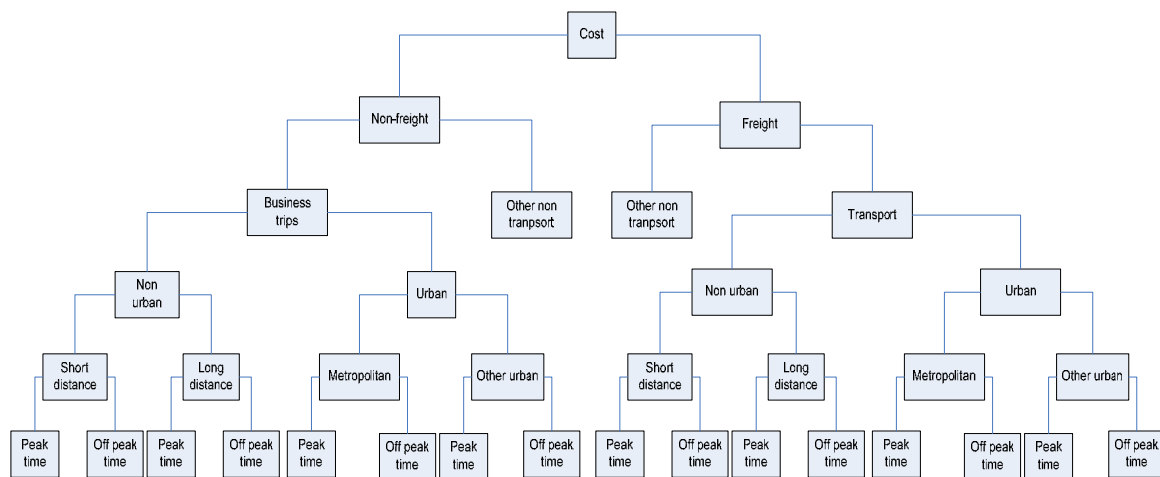 Cost
Non-freight
Freight
Business
trips
Other non
tranpsort
Other non
tranpsort
Transport
Non
urban
Urban
Non urban
Urban
Short
distance
Long
distance
Metropolitan
Other urban
Short
distance
Long
distance
Metropolitan
Other urban
Peak
time
Off peak
time
Peak
time
Off peak
time
Peak
time
Off peak
time
Peak
time
Off peak
time
Peak
time
Off peak
time
Peak
time
Off peak
time
Peak
time
Off peak
time
Peak
time
Off peak
time